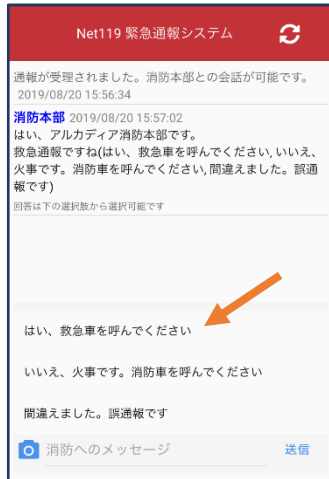 Net119 緊急通報システム
通報が受理されました。消防本部との会話が可能です。
2019/08/20 15:56:34
消防本部 2019/08/20 15:57:02
はい、アルカディア消防本部です。
救急通報ですね(はい、救急車を呼んでください,いいえ、
火事です。消防車を呼んでください,間違えました。誤通
報です)
回答は下の選択肢から選択可能です
はい、救急車を呼んでください
いいえ、火事です。消防車を呼んでください
間違えました。誤通報です
消防へのメッセージ 送信